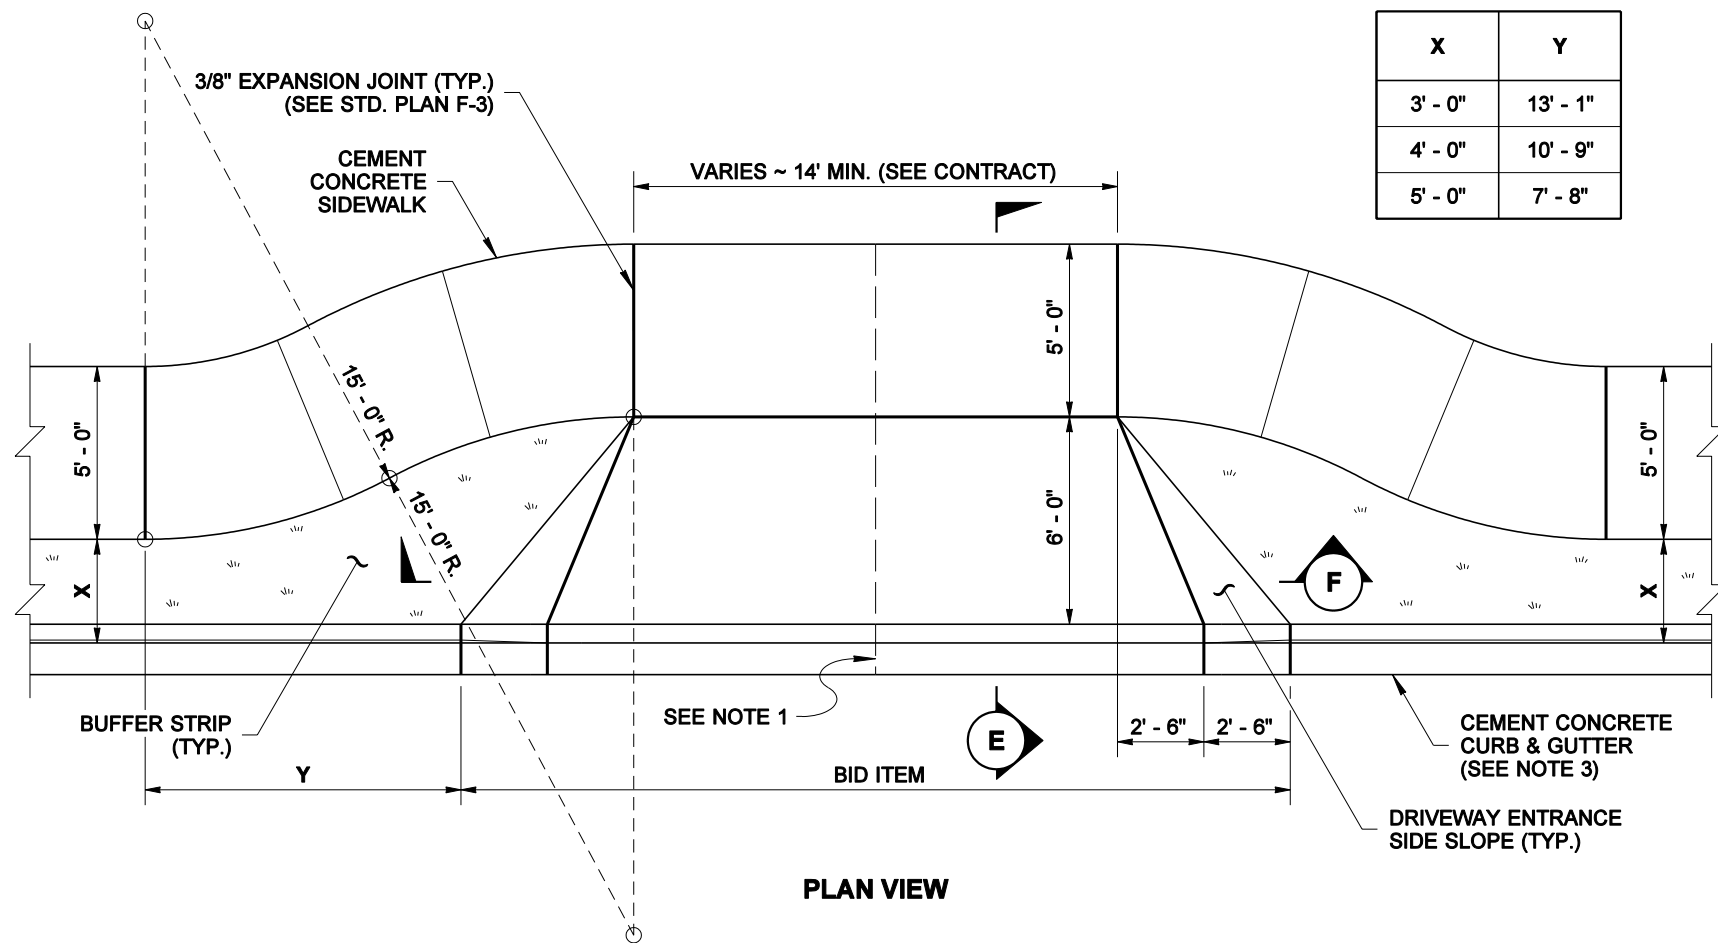 X Y
3' - 0" 13' - 1"
4' - 0" 10' - 9"
5' - 0" 7' - 8"
3/8" EXPANSION JOINT (TYP.)
(SEE STD. PLAN F-3)
CEMENT
CONCRETE
SIDEWALK
VARIES ~ 14' MIN. (SEE CONTRACT)
5' - 0"
15' - 0" R.
15' - 0" R.
5' - 0"
6' - 0"
5' - 0"
X
X
F
BUFFER STRIP
(TYP.)
SEE NOTE 1
E
2' - 6"
2' - 6"
CEMENT CONCRETE
CURB & GUTTER
(SEE NOTE 3)
Y
BID ITEM
DRIVEWAY ENTRANCE
SIDE SLOPE (TYP.)
PLAN VIEW